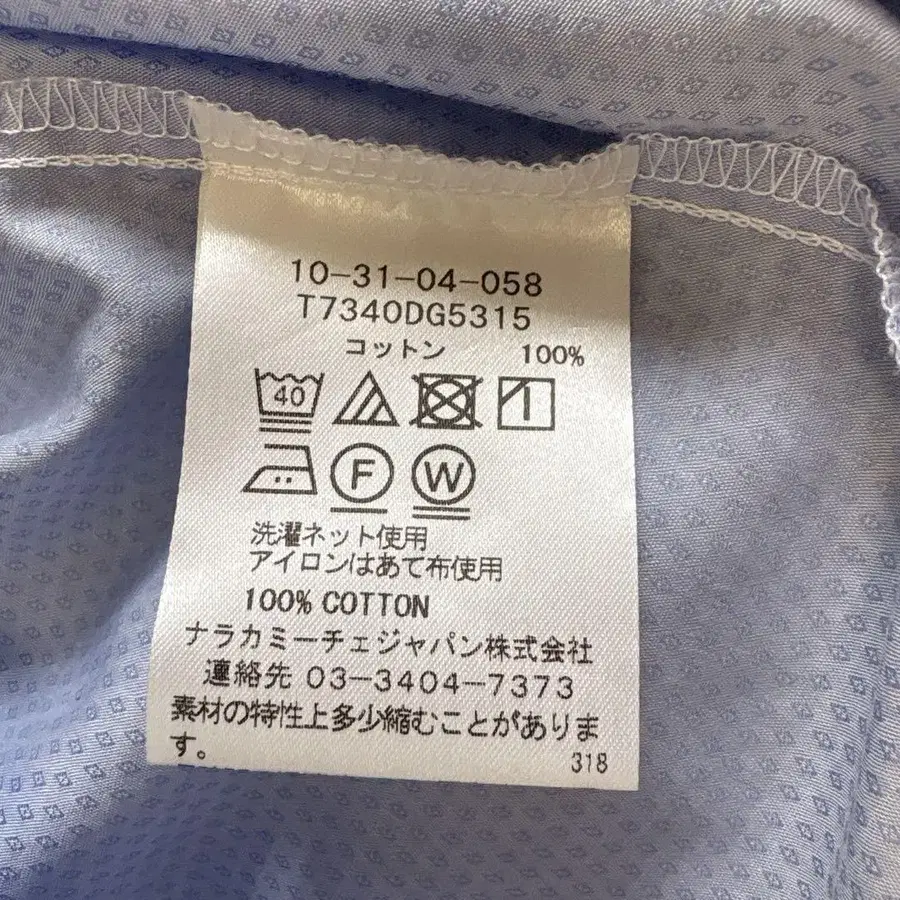 10-31-04-058
T7340DG5315
コットン 100%
40
F W
洗濯ネット使用
アイロンはあて布使用
100% COTTON
ナラカミーチェジャパン株式会社
連絡先 03-3404-7373
素材の特性上多少縮むことがありま
す。 318